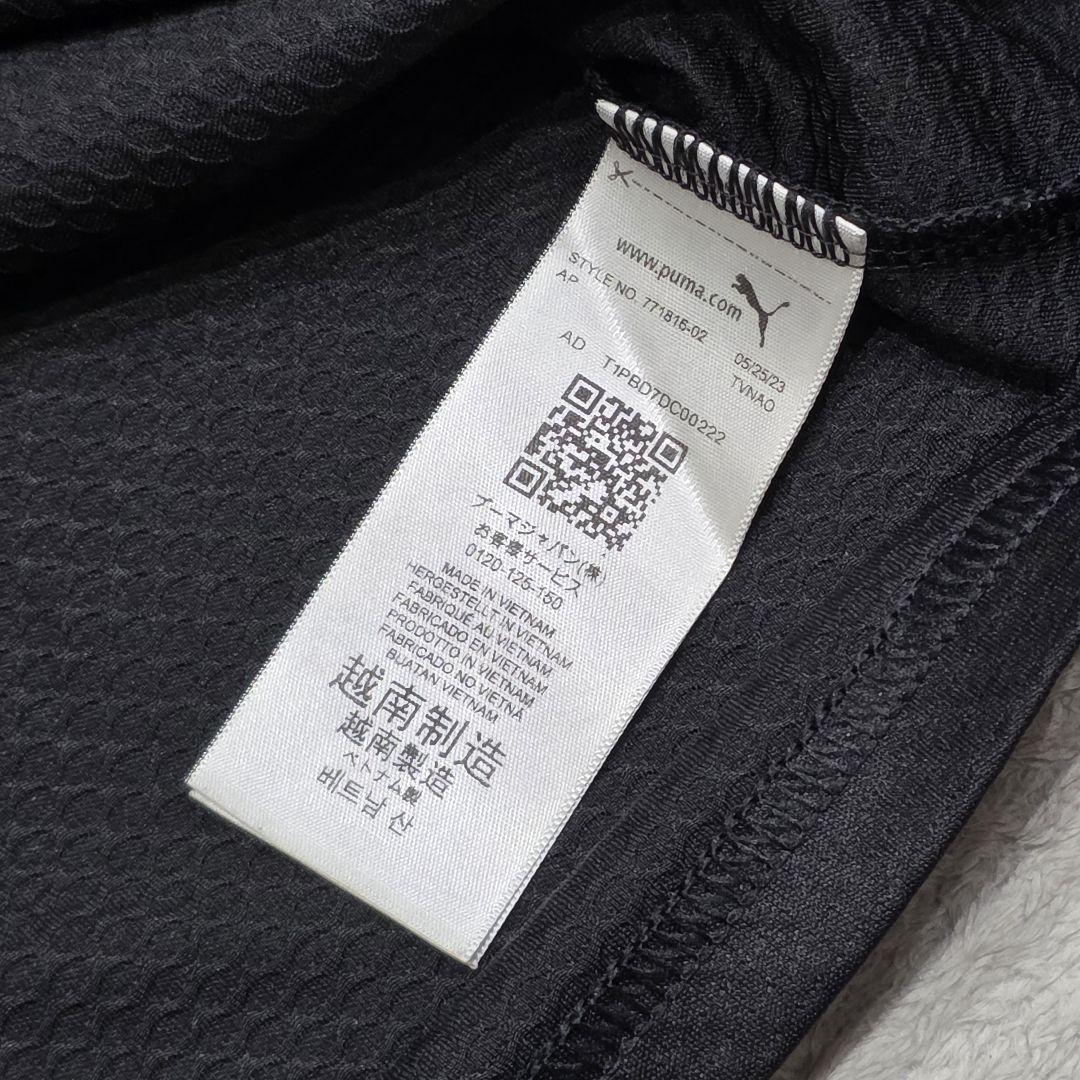 www.puma.com
STYLE NO. 771816-02 05/25/23
AP TVNAO
AD T1PBD7DC00222
プーマジャパン(株)
お客様サービス
0120-125-150
MADE IN VIETNAM
HERGESTELLT IN VIETNAM
FABRIQUÉ AU VIETNAM
FABRICADO EN VIETNAM
PRODOTTO IN VIETNAM
FABRICADO NO VIETNÃ
BUATAN VIETNAM
越南制造
越南製造
ベトナム製
베트남 산